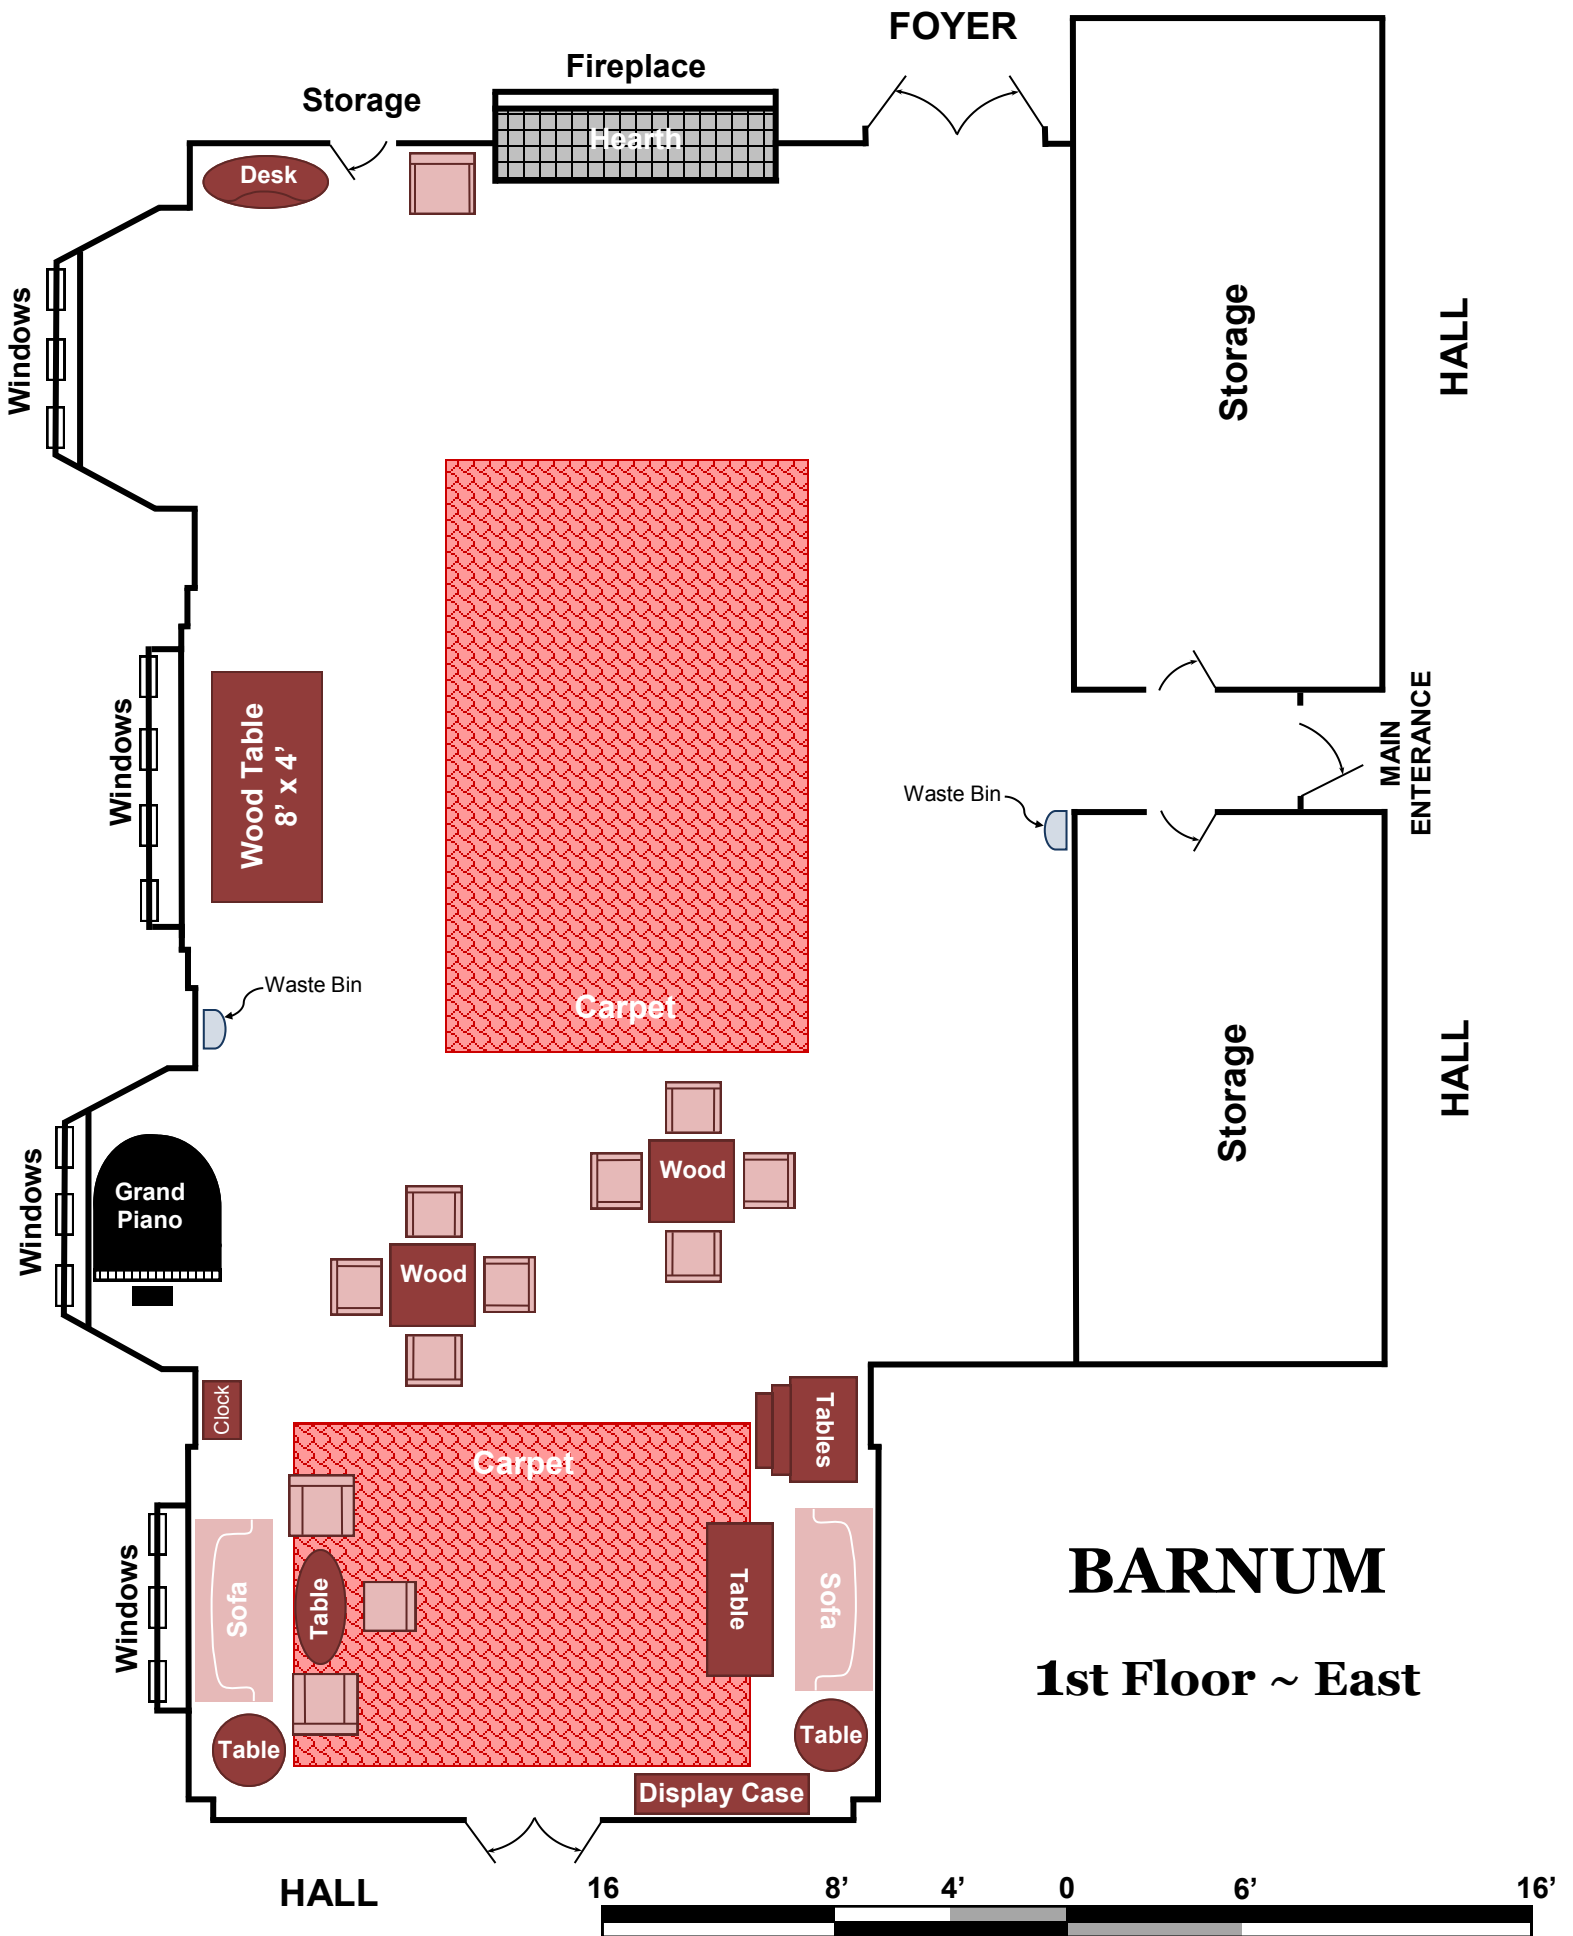 FOYER
Fireplace
Storage
Hearth
Desk
Windows
Storage
HALL
Windows
Wood Table
8' x 4'
MAIN
ENTERANCE
Waste Bin
Waste Bin
Carpet
Storage
HALL
Windows
Grand
Piano
Wood
Wood
Clock
Carpet
Tables
Windows
Sofa
Table
Table
Sofa
Table
Table
Display Case
BARNUM
1st Floor ~ East
HALL
16 8' 4' 0 6' 16'